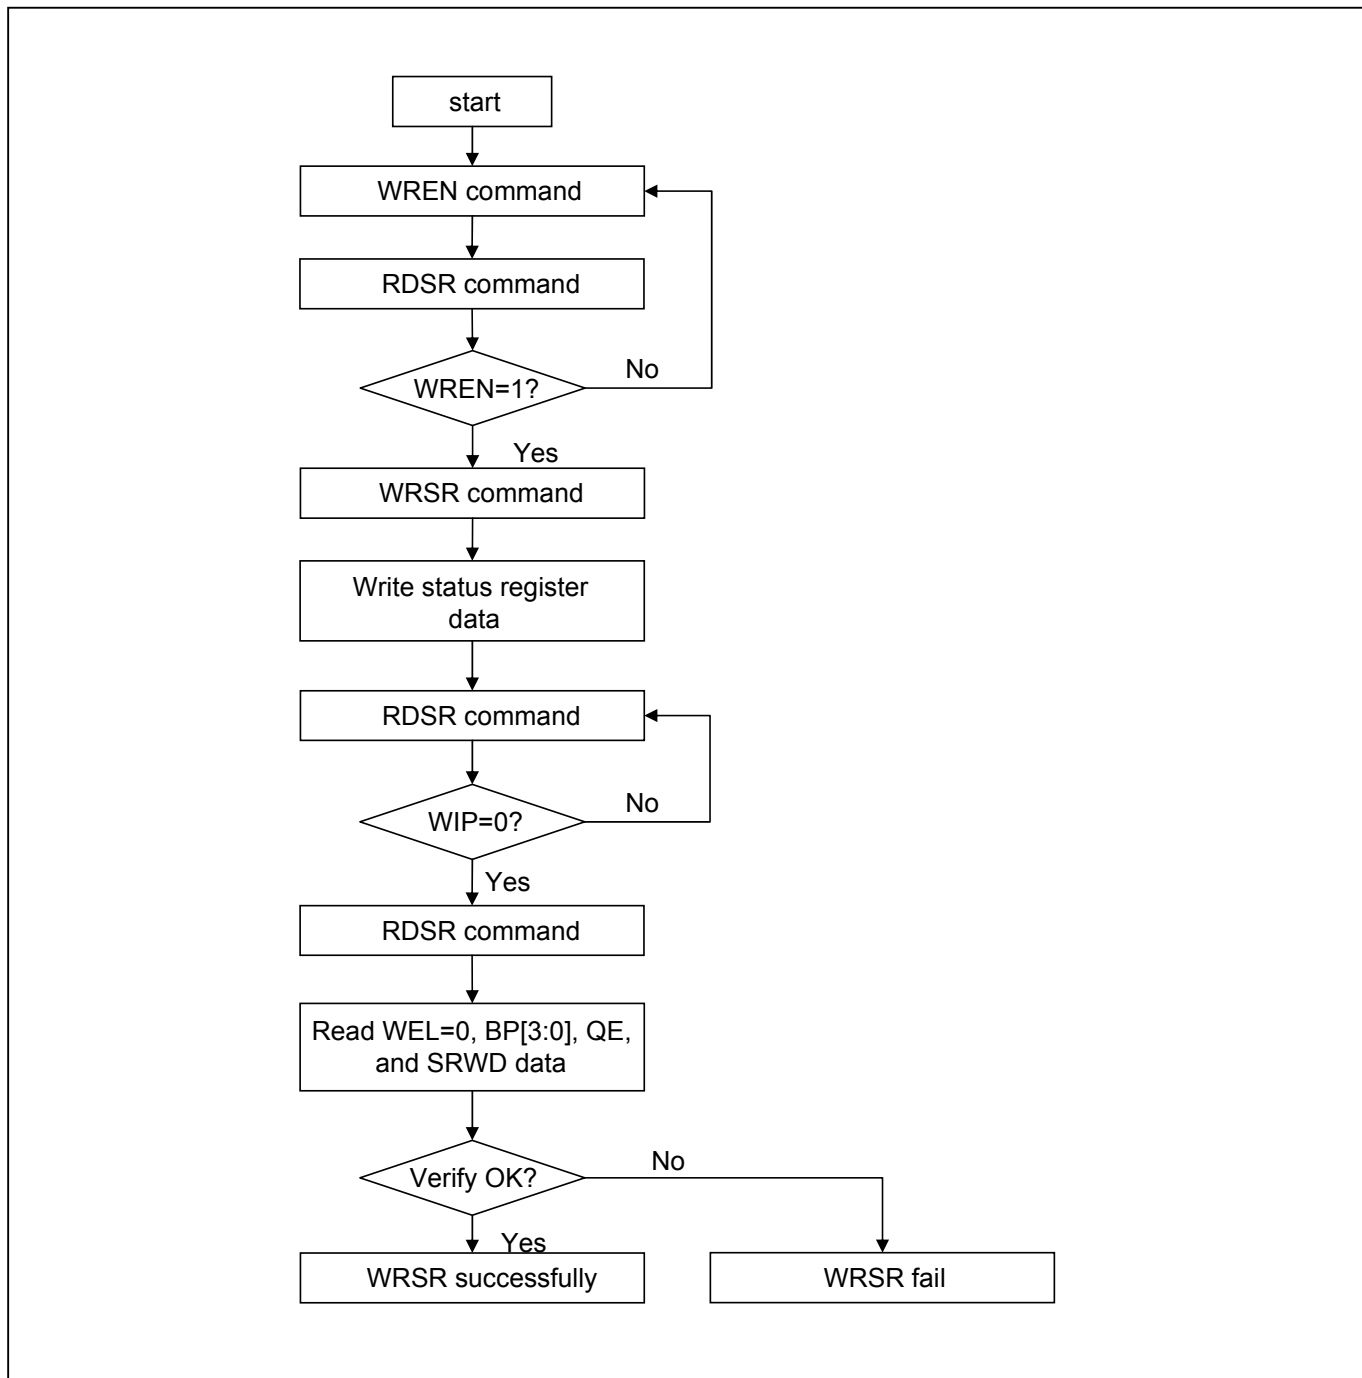 start
WREN command
RDSR command
WREN=1?
No
Yes
WRSR command
Write status register
data
RDSR command
WIP=0?
No
Yes
RDSR command
Read WEL=0, BP[3:0], QE,
and SRWD data
Verify OK?
No
Yes
WRSR successfully
WRSR fail